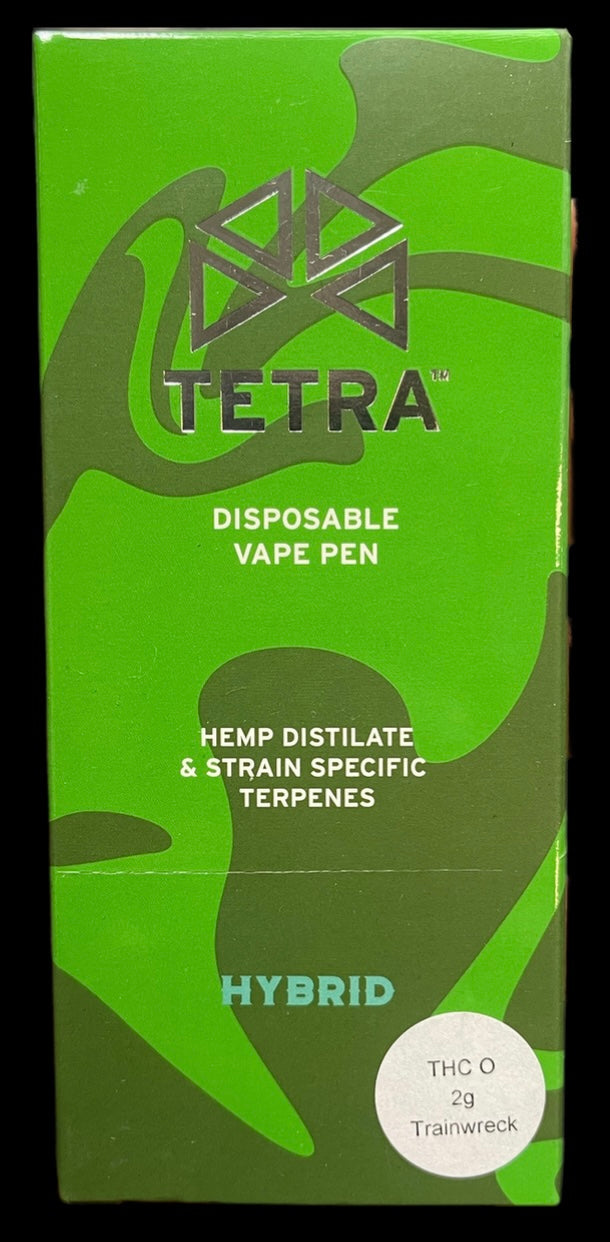 TETRA™
DISPOSABLE
VAPE PEN
HEMP DISTILATE
& STRAIN SPECIFIC
TERPENES
HYBRID
THC O
2g
Trainwreck